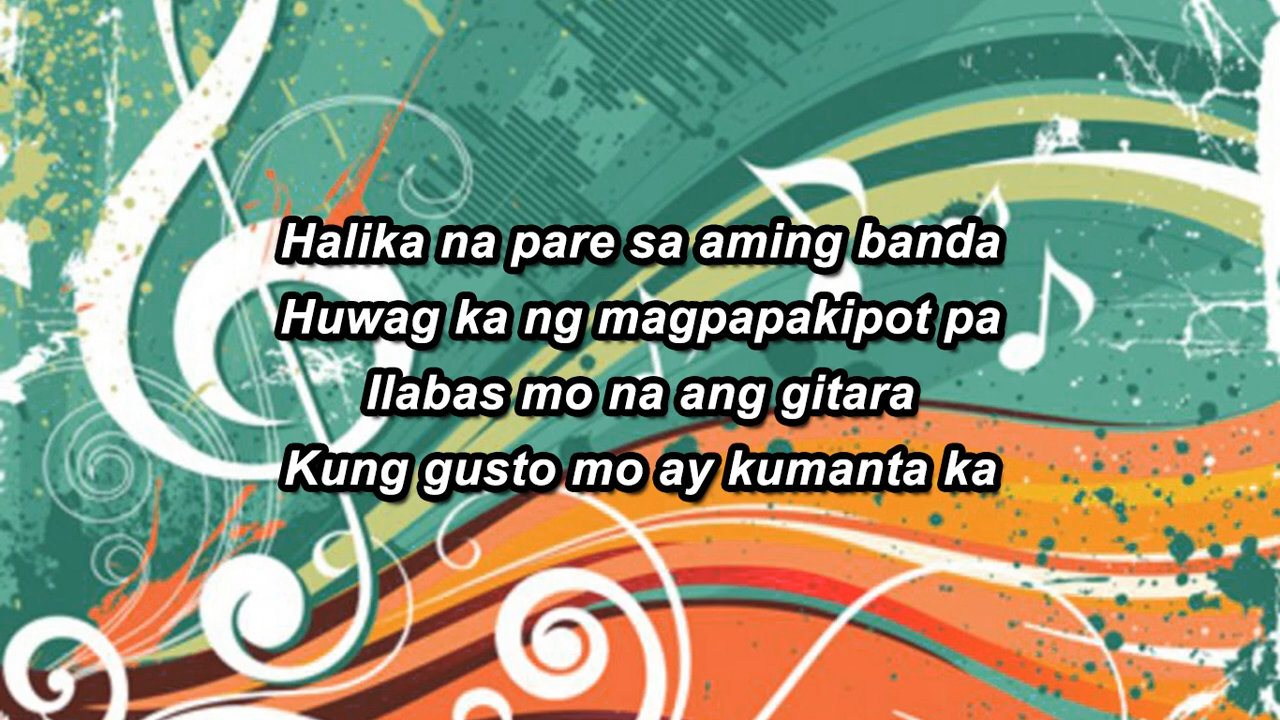 Halika na pare sa aming banda
Huwag ka ng magpapakipot pa
Ilabas mo na ang gitara
Kung gusto mo ay kumanta ka